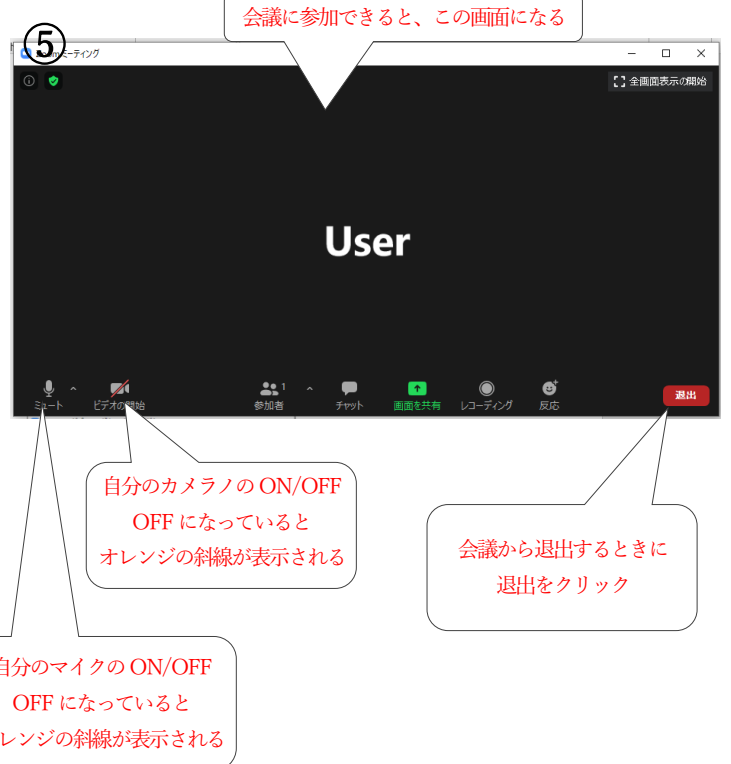 会議に参加できると、この画面になる
⑤
ミーティング
全画面表示の開始
User
ミュート
ビデオの開始
1
参加者
チャット
画面を共有
レコーディング
反応
退出
自分のカメラノの ON/OFF
OFF になっていると
オレンジの斜線が表示される
会議から退出するときに
退出をクリック
自分のマイクの ON/OFF
OFF になっていると
レンジの斜線が表示される